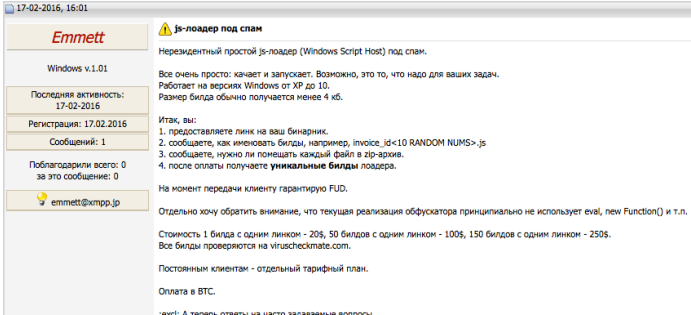 17-02-2016, 16:01
Emmett
Windows v.1.01
Последняя активность:
17-02-2016
Регистрация: 17.02.2016
Сообщений: 1
Поблагодарили всего: 0
за это сообщение: 0
emmett@xmpp.jp
js-лоадер под спам
Нерезидентный простой js-лоадер (Windows Script Host) под спам.
Все очень просто: качает и запускает. Возможно, это то, что надо для ваших задач.
Работает на версиях Windows от XP до 10.
Размер билда обычно получается менее 4 кб.
Итак, вы:
1. предоставляете линк на ваш бинарник.
2. сообщаете, как именовать билды, например, invoice_id<10 RANDOM NUMS>.js
3. сообщаете, нужно ли помещать каждый файл в zip-архив.
4. после оплаты получаете уникальные билды лоадера.
На момент передачи клиенту гарантирую FUD.
Отдельно хочу обратить внимание, что текущая реализация обфускатора принципиально не использует eval, new Function() и т.п.
Стоимость 1 билда с одним линком - 20$, 50 билдов с одним линком - 100$, 150 билдов с одним линком - 250$.
Все билды проверяются на viruscheckmate.com.
Постоянным клиентам - отдельный тарифный план.
Оплата в BTC.
:excl: А теперь ответы на часто задаваемые вопросы.